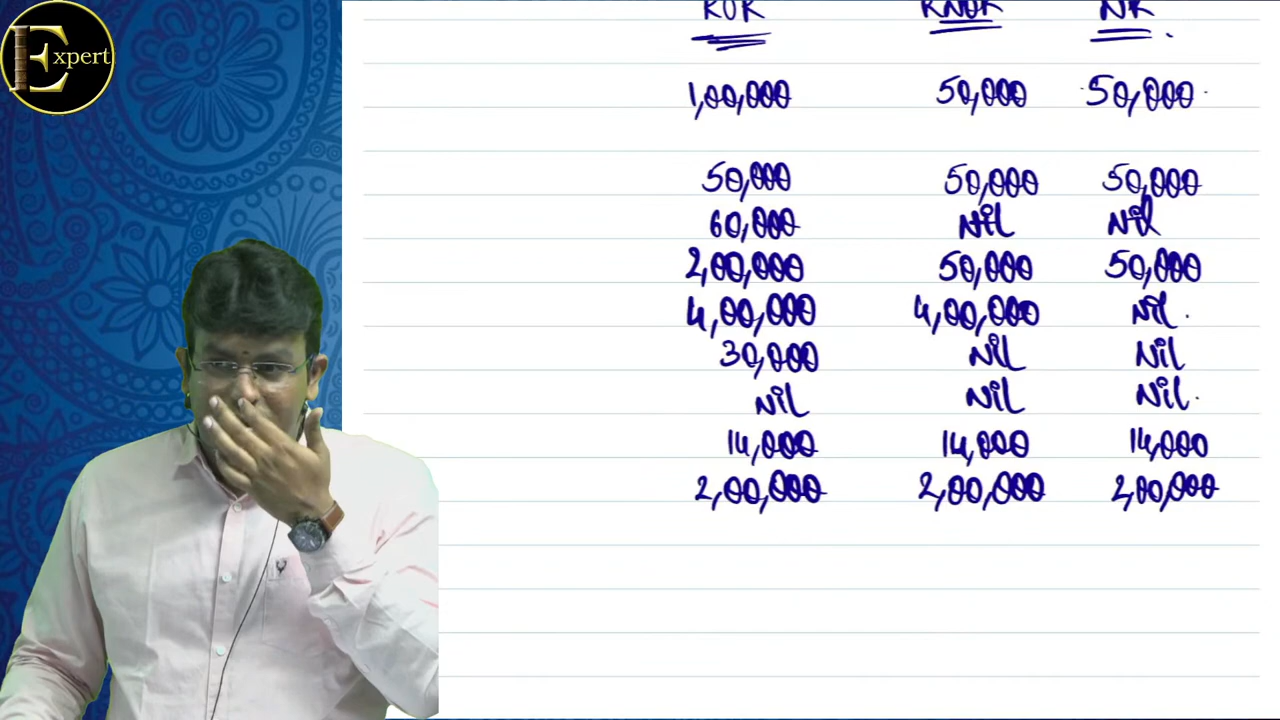 Expert
ROR RNOR NR
1,00,000 50,000 50,000
50,000 50,000 50,000
60,000 Nil Nil
2,00,000 50,000 50,000
4,00,000 4,00,000 Nil.
30,000 Nil Nil
Nil Nil Nil.
14,000 14,000 14,000
2,00,000 2,00,000 2,00,000